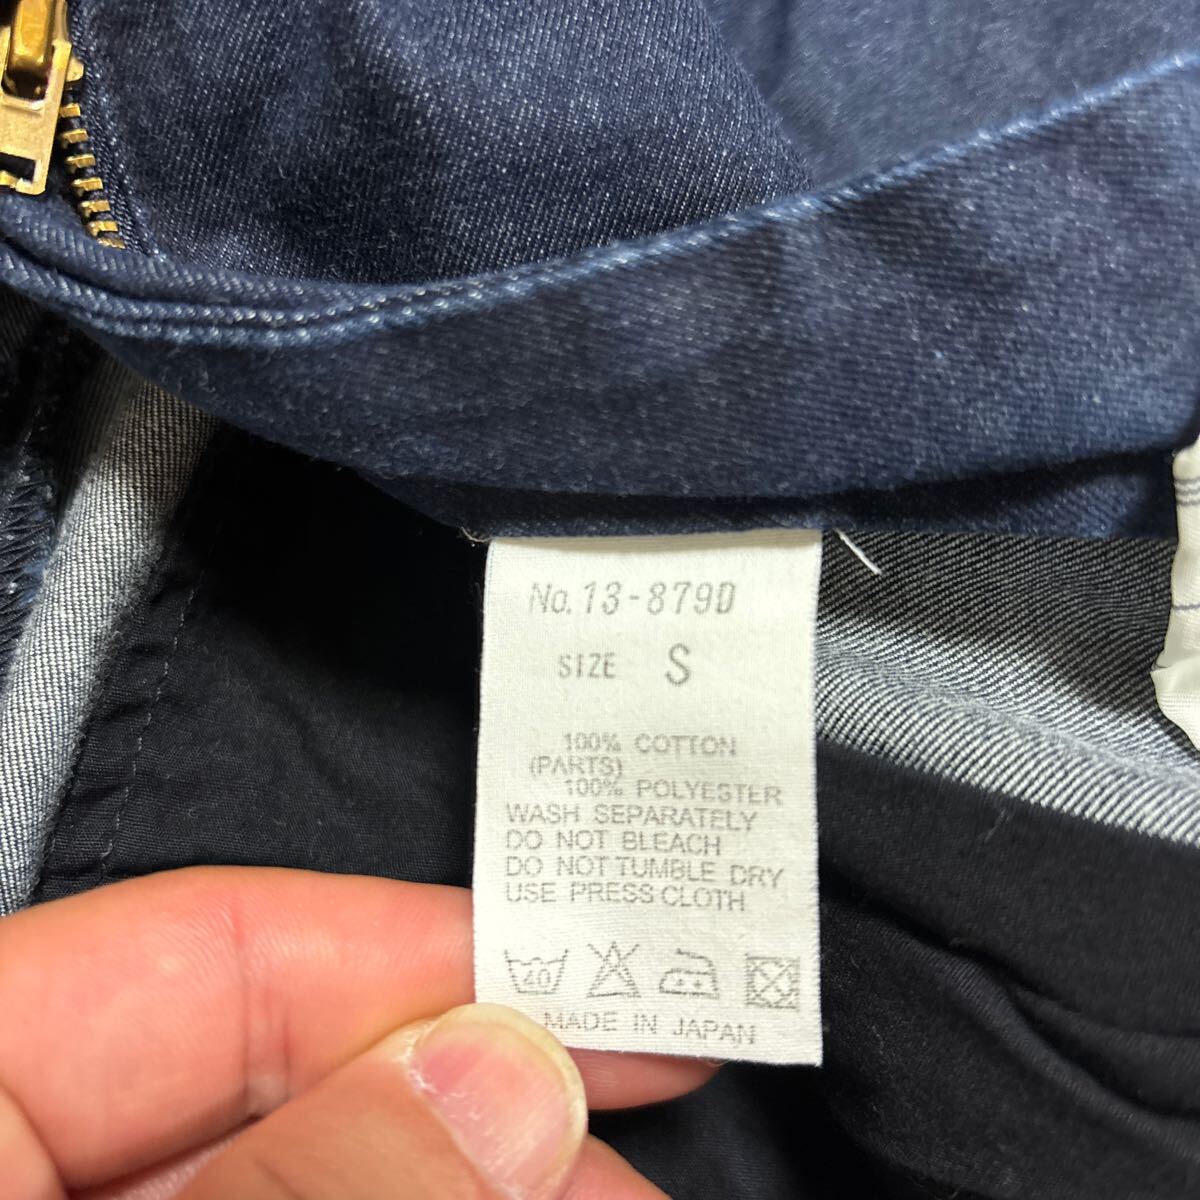 No. 13-879D
SIZE S
100% COTTON
(PARTS)
100% POLYESTER
WASH SEPARATELY
DO NOT BLEACH
DO NOT TUMBLE DRY
USE PRESS CLOTH
40
MADE IN JAPAN